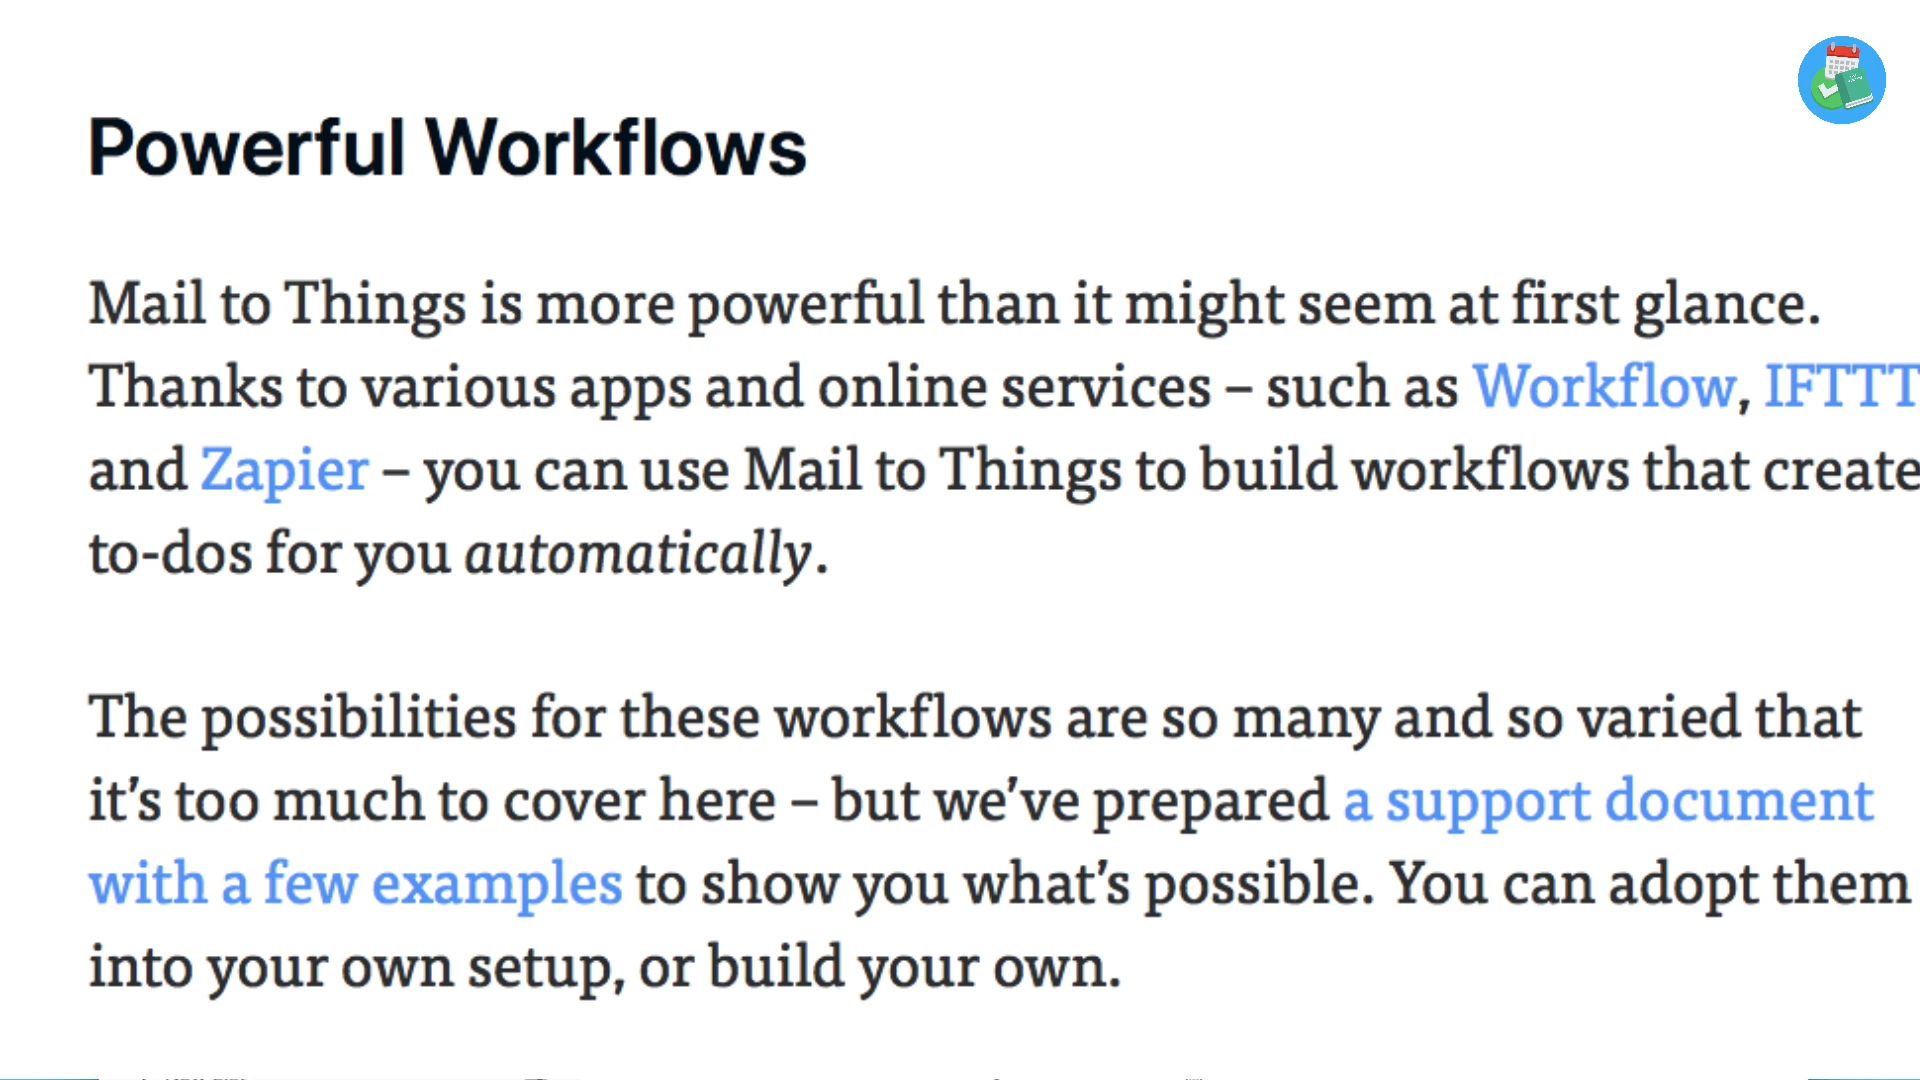 Powerful Workflows
Mail to Things is more powerful than it might seem at first glance.
Thanks to various apps and online services – such as Workflow, IFTTT
and Zapier – you can use Mail to Things to build workflows that create
to-dos for you automatically.
The possibilities for these workflows are so many and so varied that
it’s too much to cover here – but we’ve prepared a support document
with a few examples to show you what’s possible. You can adopt them
into your own setup, or build your own.